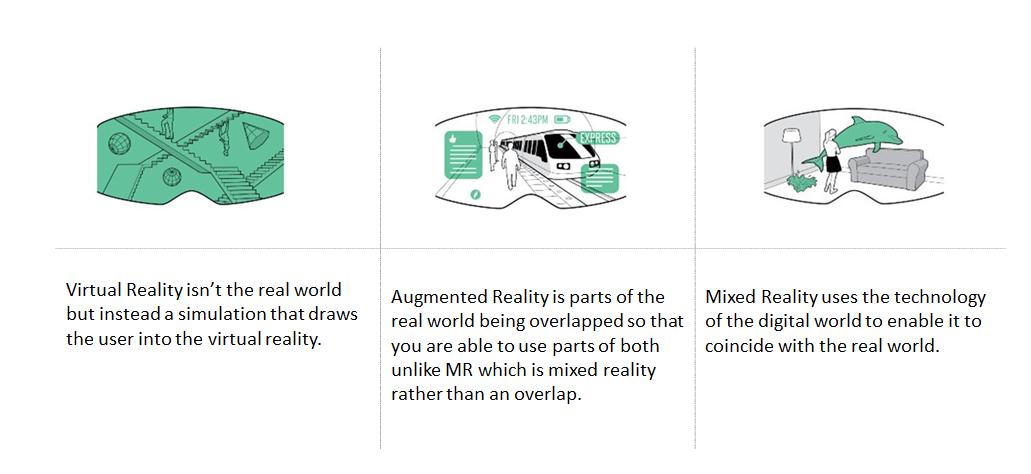 FRI 2:43PM
EXPRESS
Virtual Reality isn’t the real world
but instead a simulation that draws
the user into the virtual reality.
Augmented Reality is parts of the
real world being overlapped so that
you are able to use parts of both
unlike MR which is mixed reality
rather than an overlap.
Mixed Reality uses the technology
of the digital world to enable it to
coincide with the real world.